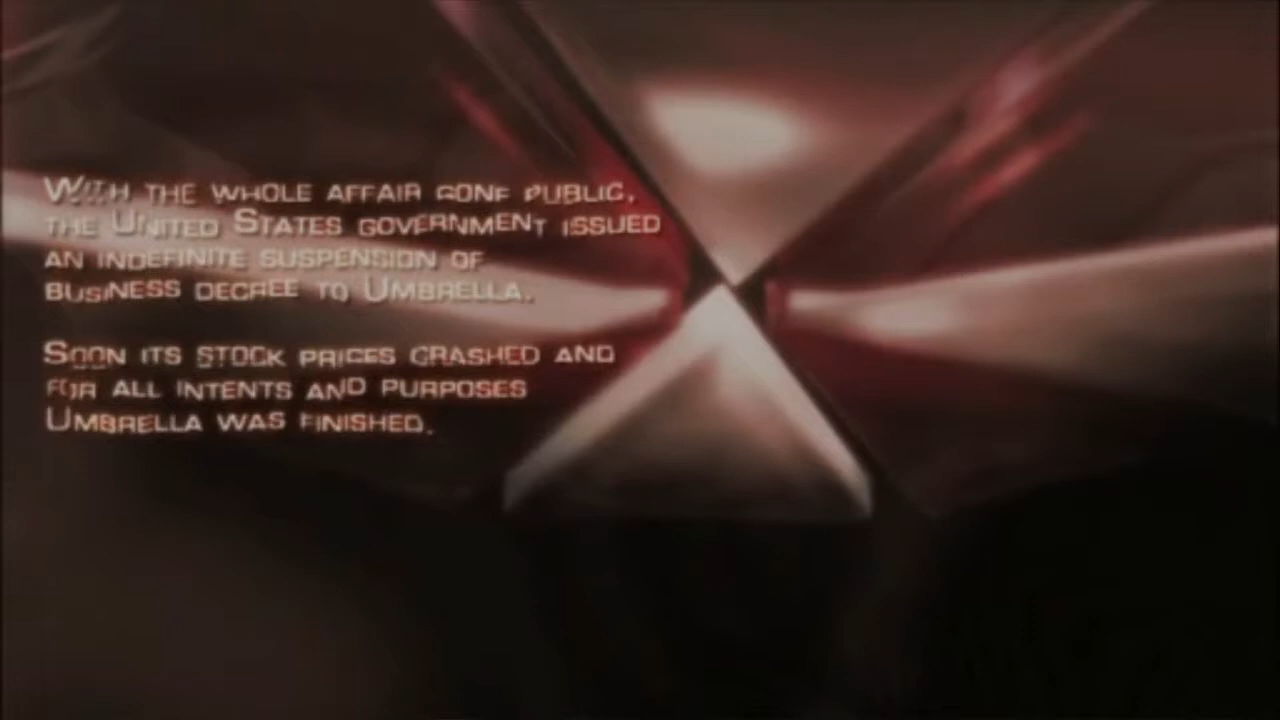 With the whole affair gone public,
the United States government issued
an indefinite suspension of
business decree to Umbrella.
Soon its stock prices crashed and
for all intents and purposes
Umbrella was finished.